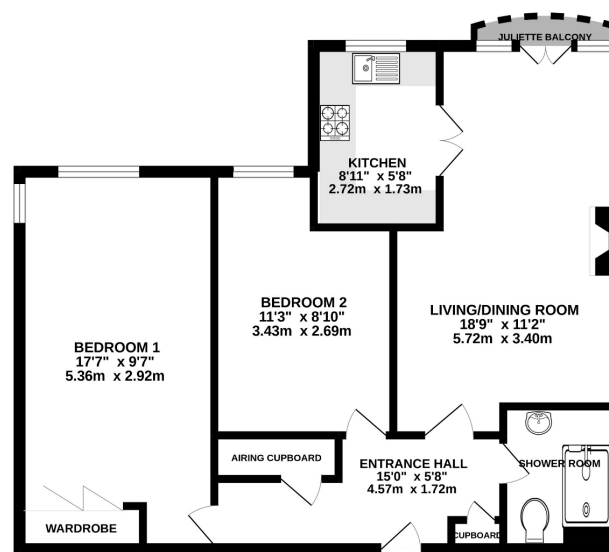 JULIETTE BALCONY
KITCHEN
8'11" x 5'8"
2.72m x 1.73m
BEDROOM 1
17'7" x 9'7"
5.36m x 2.92m
BEDROOM 2
11'3" x 8'10"
3.43m x 2.69m
LIVING/DINING ROOM
18'9" x 11'2"
5.72m x 3.40m
AIRING CUPBOARD
ENTRANCE HALL
15'0" x 5'8"
4.57m x 1.72m
SHOWER ROOM
WARDROBE
CUPBOARD